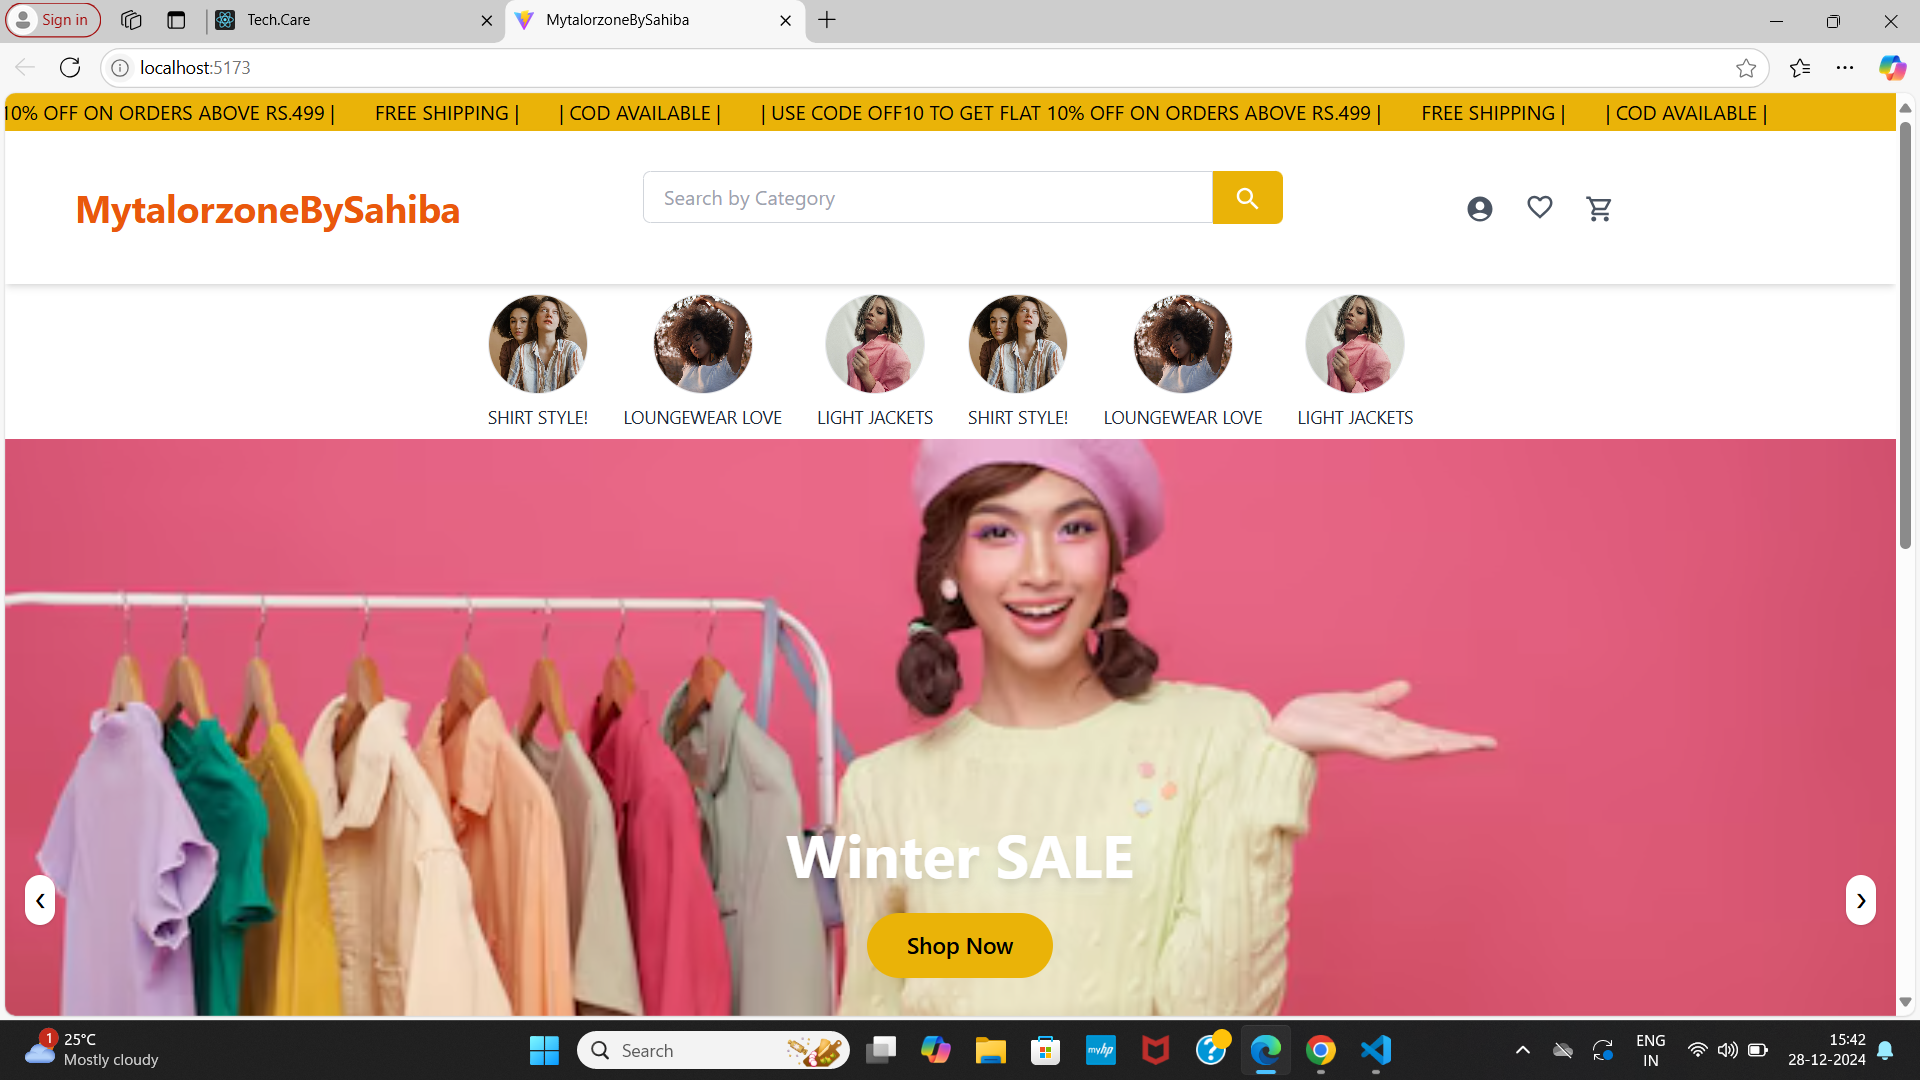 Sign in
Tech.Care
MytalorzoneBySahiba
localhost:5173
10% OFF ON ORDERS ABOVE RS.499 | FREE SHIPPING | | COD AVAILABLE | | USE CODE OFF10 TO GET FLAT 10% OFF ON ORDERS ABOVE RS.499 | FREE SHIPPING | | COD AVAILABLE |
MytalorzoneBySahiba
Search by Category
SHIRT STYLE!
LOUNGEWEAR LOVE
LIGHT JACKETS
SHIRT STYLE!
LOUNGEWEAR LOVE
LIGHT JACKETS
Winter SALE
Shop Now
1
25°C
Mostly cloudy
Search
myhp
ENG
IN
15:42
28-12-2024